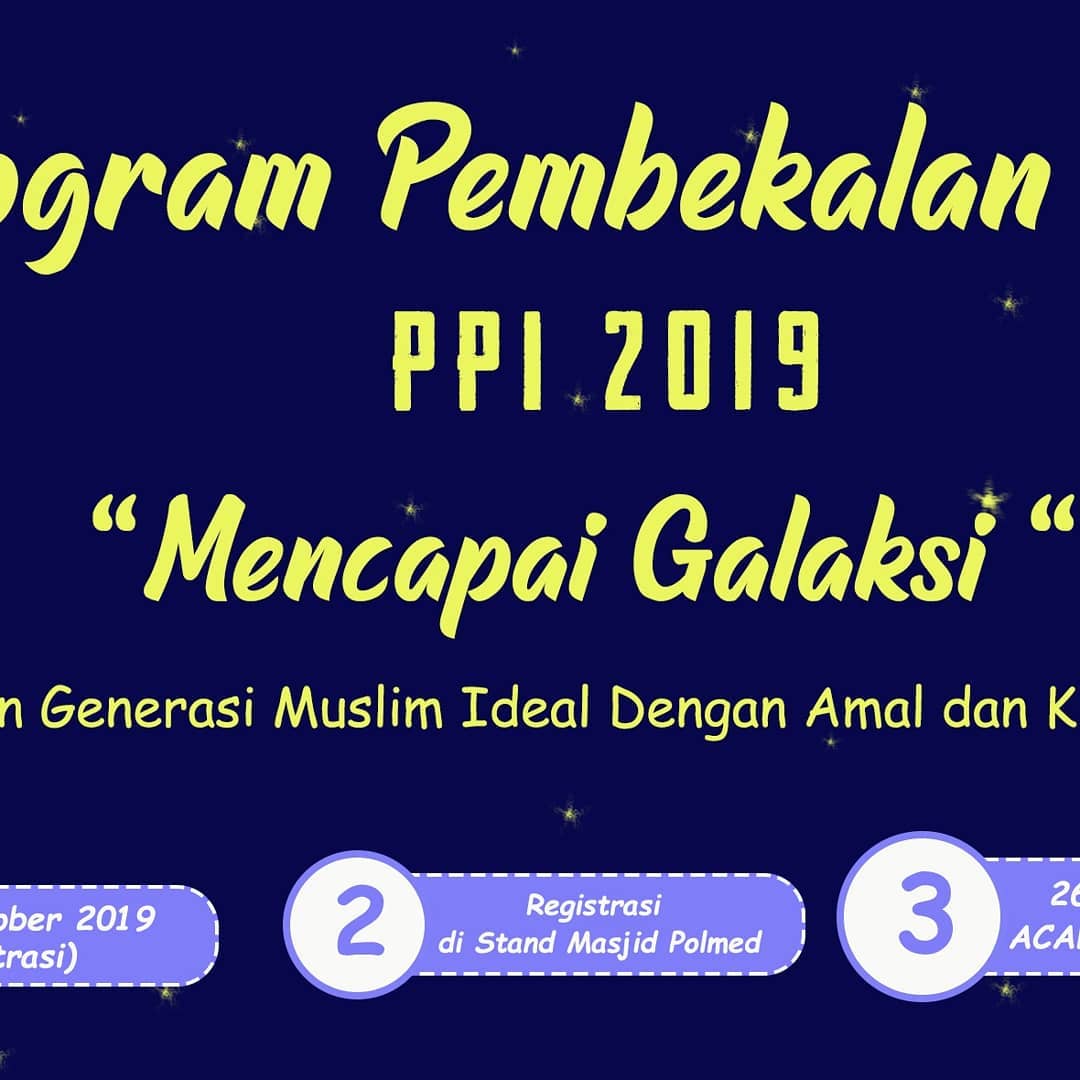 ogram Pembekalan
PPI 2019
“ Mencapai Galaksi “
n Generasi Muslim Ideal Dengan Amal dan K
ober 2019
trasi)
2
Registrasi
di Stand Masjid Polmed
3
26
ACA